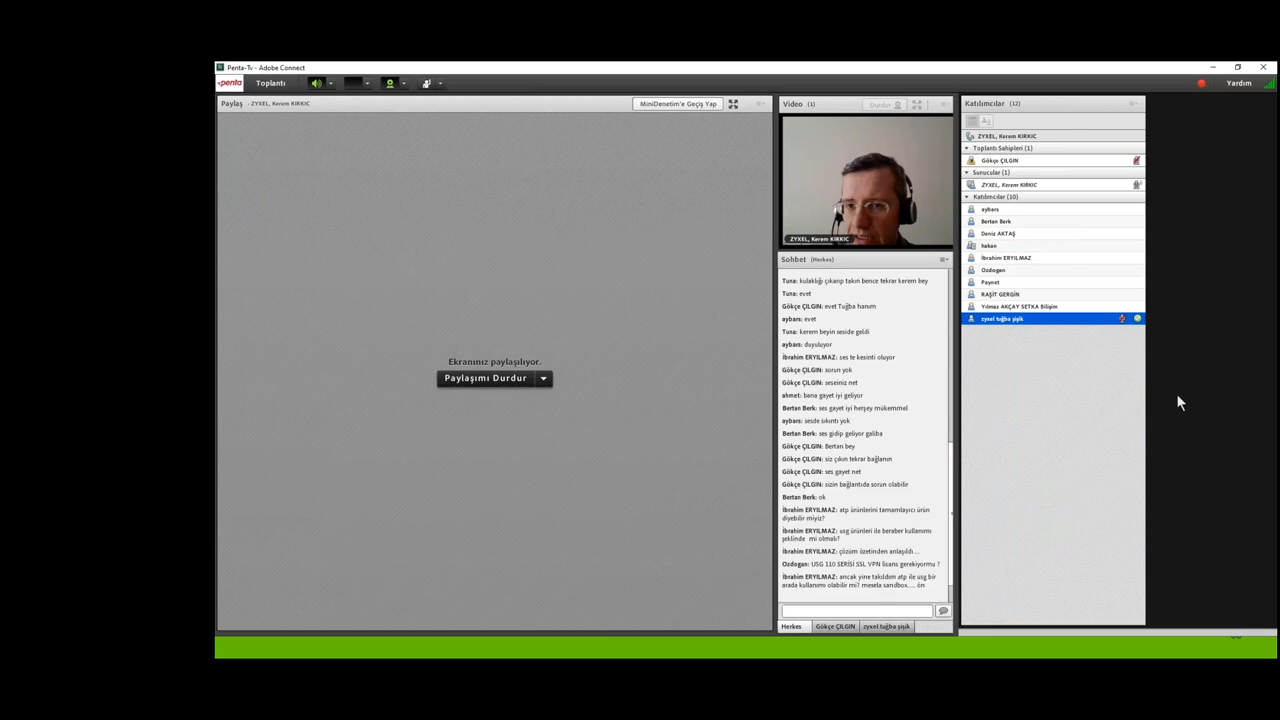 Penta-Tv - Adobe Connect
penta Toplantı Yardım
Paylaş - ZYXEL, Kerem KIRKIC
MiniDenetim'e Geçiş Yap
Ekranınız paylaşılıyor.
Paylaşımı Durdur
Video (1)
Durdur
ZYXEL, Kerem KIRKIC
Sohbet (Herkes)
Tuna: kulaklığı çıkarıp takın bence tekrar kerem bey
Tuna: evet
Gökçe ÇILGIN: evet Tuğba hanım
aybars: evet
Tuna: kerem beyin seside geldi
aybars: duyuluyor
İbrahim ERYILMAZ: ses te kesinti oluyor
Gökçe ÇILGIN: sorun yok
Gökçe ÇILGIN: seseiniz net
ahmet: bana gayet iyi geliyor
Bertan Berk: ses gayet iyi herşey mükemmel
aybars: sesde sıkıntı yok
Bertan Berk: ses gidip geliyor galiba
Gökçe ÇILGIN: Bertan bey
Gökçe ÇILGIN: siz çıkın tekrar bağlanın
Gökçe ÇILGIN: ses gayet net
Gökçe ÇILGIN: sizin bağlantıda sorun olabilir
Bertan Berk: ok
İbrahim ERYILMAZ: atp ürünlerini tamamlayıcı ürün
diyebilir miyiz?
İbrahim ERYILMAZ: usg ürünleri ile beraber kullanımı
şeklinde mi olmalı?
İbrahim ERYILMAZ: çözüm özetinden anlaşıldı...
Ozdogan: USG 110 SERİSİ SSL VPN lisans gerekiyormu ?
İbrahim ERYILMAZ: ancak yine takıldım atp ile usg bir
arada kullanımı olabilir mi? mesela sandbox.... ön
Herkes
Gökçe ÇILGIN
zyxel tuğba şişik
Katılımcılar (12)
ZYXEL, Kerem KIRKIC
Toplantı Sahipleri (1)
Gökçe ÇILGIN
Sunucular (1)
ZYXEL, Kerem KIRKIC
Katılımcılar (10)
aybars
Bertan Berk
Deniz AKTAŞ
hakan
İbrahim ERYILMAZ
Ozdogan
Paynet
RAŞİT GERGİN
Yılmaz AKÇAY SETKA Bilişim
zyxel tuğba şişik